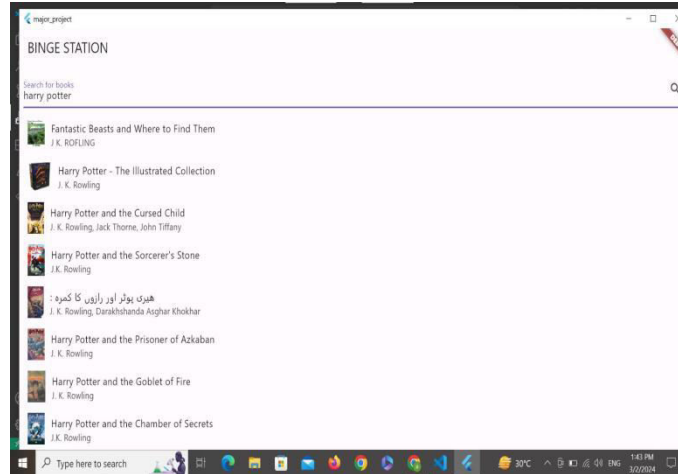 major_project
BINGE STATION
Search for books
harry potter
Fantastic Beasts and Where to Find Them
J K. ROFLING
Harry Potter - The Illustrated Collection
J. K. Rowling
Harry Potter and the Cursed Child
J. K. Rowling, Jack Thorne, John Tiffany
Harry Potter and the Sorcerer's Stone
J.K. Rowling
ھیری پوٹر اور رازوں کا کمرہ :
J. K. Rowling, Darakhshanda Asghar Khokhar
Harry Potter and the Prisoner of Azkaban
J. K. Rowling
Harry Potter and the Goblet of Fire
J. K. Rowling
Harry Potter and the Chamber of Secrets
J.K. Rowling
Type here to search
30°C
ENG
1:43 PM
3/2/2024